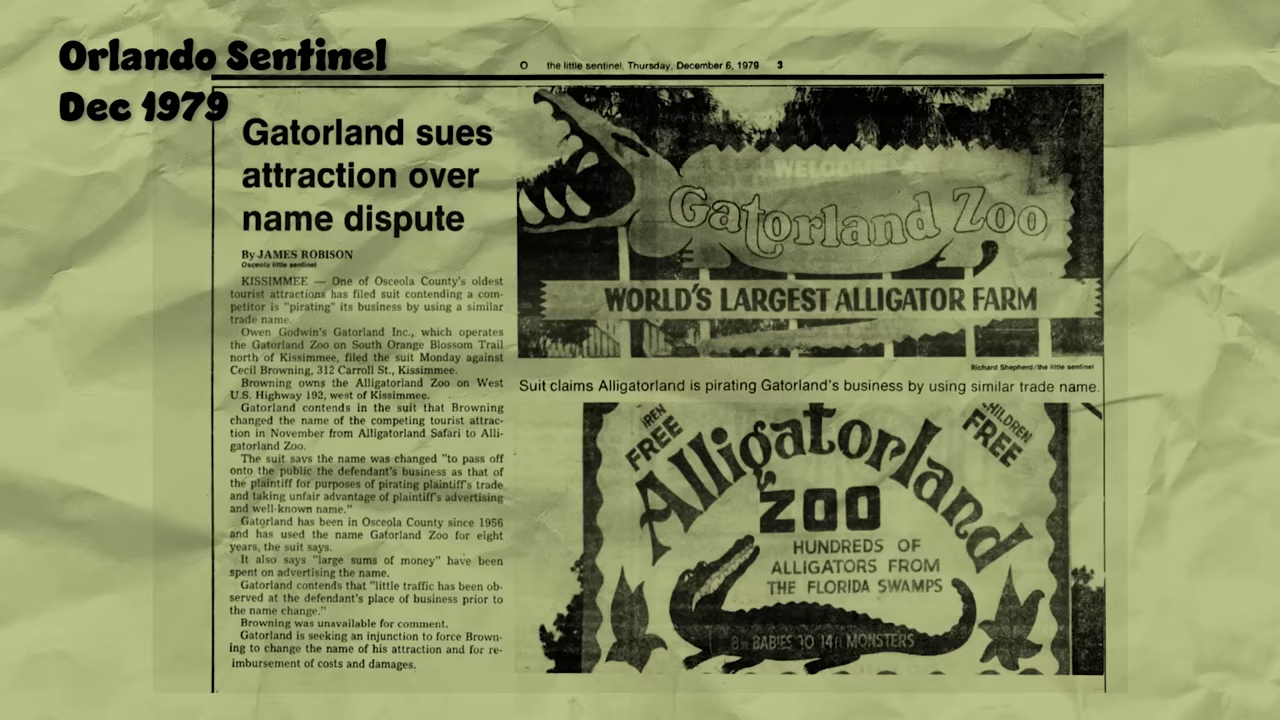 Orlando Sentinel
Dec 1979
O the little sentinel, Thursday, December 6, 1979 3
Gatorland sues
attraction over
name dispute
By JAMES ROBISON
Osceola little sentinel
KISSIMMEE — One of Osceola County's oldest
tourist attractions has filed suit contending a com-
petitor is "pirating" its business by using a similar
trade name.
Owen Godwin's Gatorland Inc., which operates
the Gatorland Zoo on South Orange Blossom Trail
north of Kissimmee, filed the suit Monday against
Cecil Browning, 312 Carroll St., Kissimmee.
Browning owns the Alligatorland Zoo on West
U.S. Highway 192, west of Kissimmee.
Gatorland contends in the suit that Browning
changed the name of the competing tourist attrac-
tion in November from Alligatorland Safari to Alli-
gatorland Zoo.
The suit says the name was changed "to pass off
onto the public the defendant's business as that of
the plaintiff for purposes of pirating plaintiff's trade
and taking unfair advantage of plaintiff's advertising
and well-known name."
Gatorland has been in Osceola County since 1956
and has used the name Gatorland Zoo for eight
years, the suit says.
It also says "large sums of money" have been
spent on advertising the name.
Gatorland contends that "little traffic has been ob-
served at the defendant's place of business prior to
the name change."
Browning was unavailable for comment.
Gatorland is seeking an injunction to force Brown-
ing to change the name of his attraction and for re-
imbursement of costs and damages.
WELCOME
Gatorland Zoo
WORLD'S LARGEST ALLIGATOR FARM
Richard Shepherd/the little sentinel
Suit claims Alligatorland is pirating Gatorland's business by using similar trade name.
FREE
CHILDREN
FREE
Alligatorland
ZOO
HUNDREDS OF
ALLIGATORS FROM
THE FLORIDA SWAMPS
8in BABIES TO 14ft MONSTERS